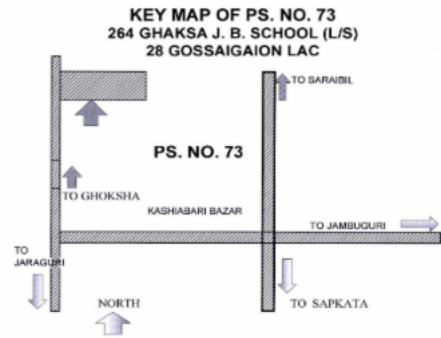 KEY MAP OF PS. NO. 73
264 GHAKSA J. B. SCHOOL (L/S)
28 GOSSAIGAION LAC
TO SARAIBIL
PS. NO. 73
TO GHOKSHA
KASHIABARI BAZAR
TO JAMBUGURI
TO
JARAGURI
NORTH
TO SAPKATA